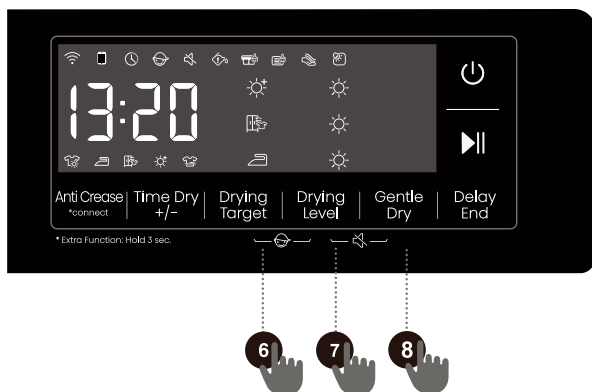 13:20
Anti Crease Time Dry Drying Drying Gentle Delay
*connect +/- Target Level Dry End
* Extra Function: Hold 3 sec.
6 7 8